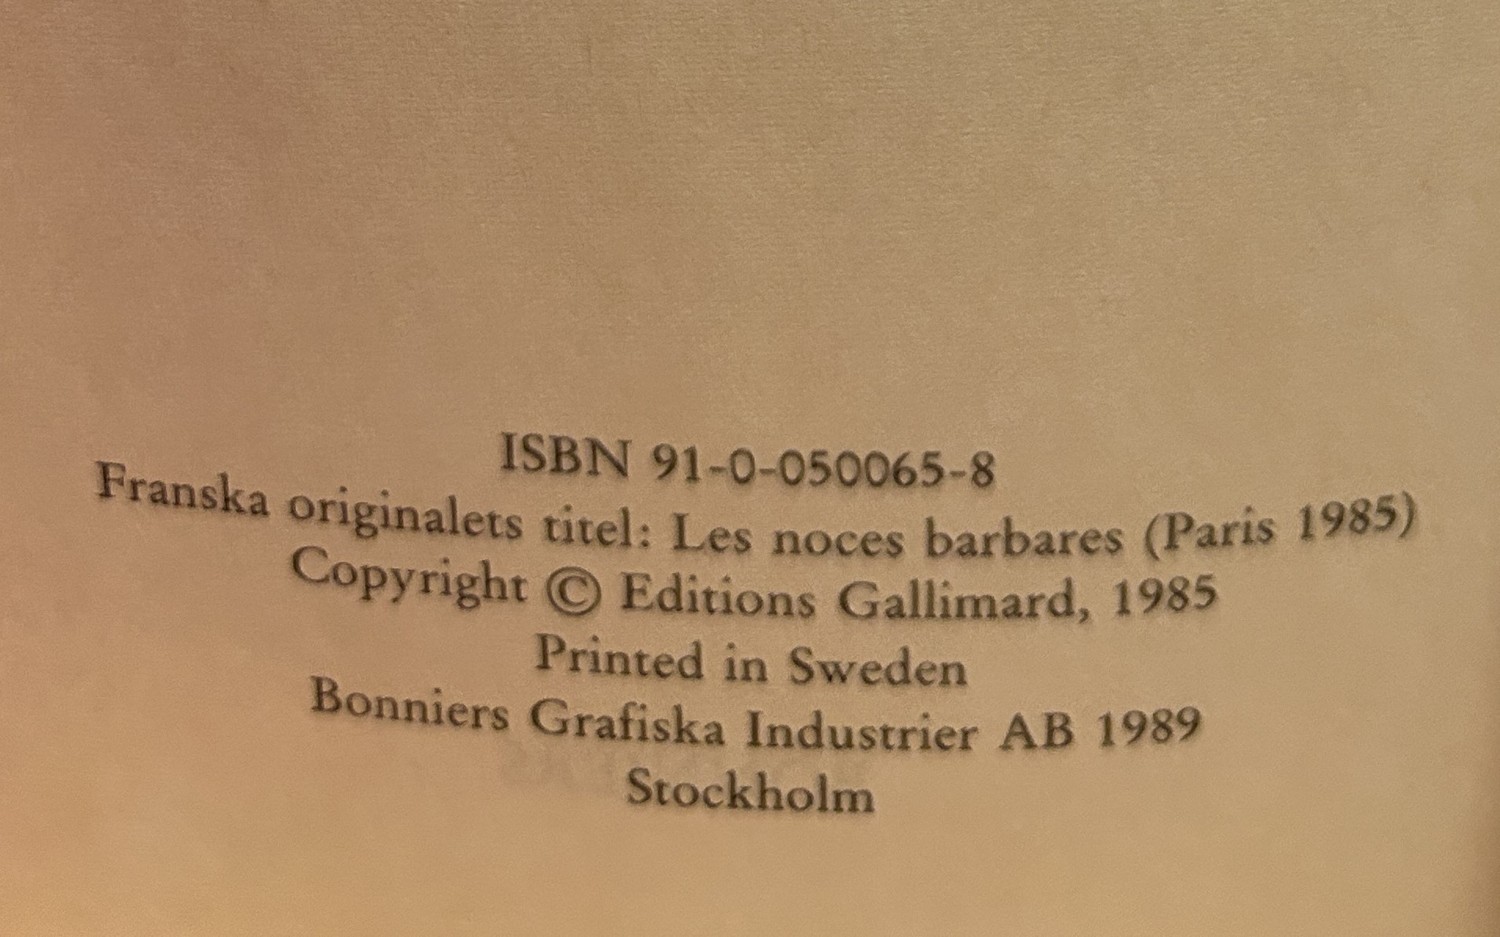 ISBN 91-0-050065-8
Franska originalets titel: Les noces barbares (Paris 1985)
Copyright © Editions Gallimard, 1985
Printed in Sweden
Bonniers Grafiska Industrier AB 1989
Stockholm